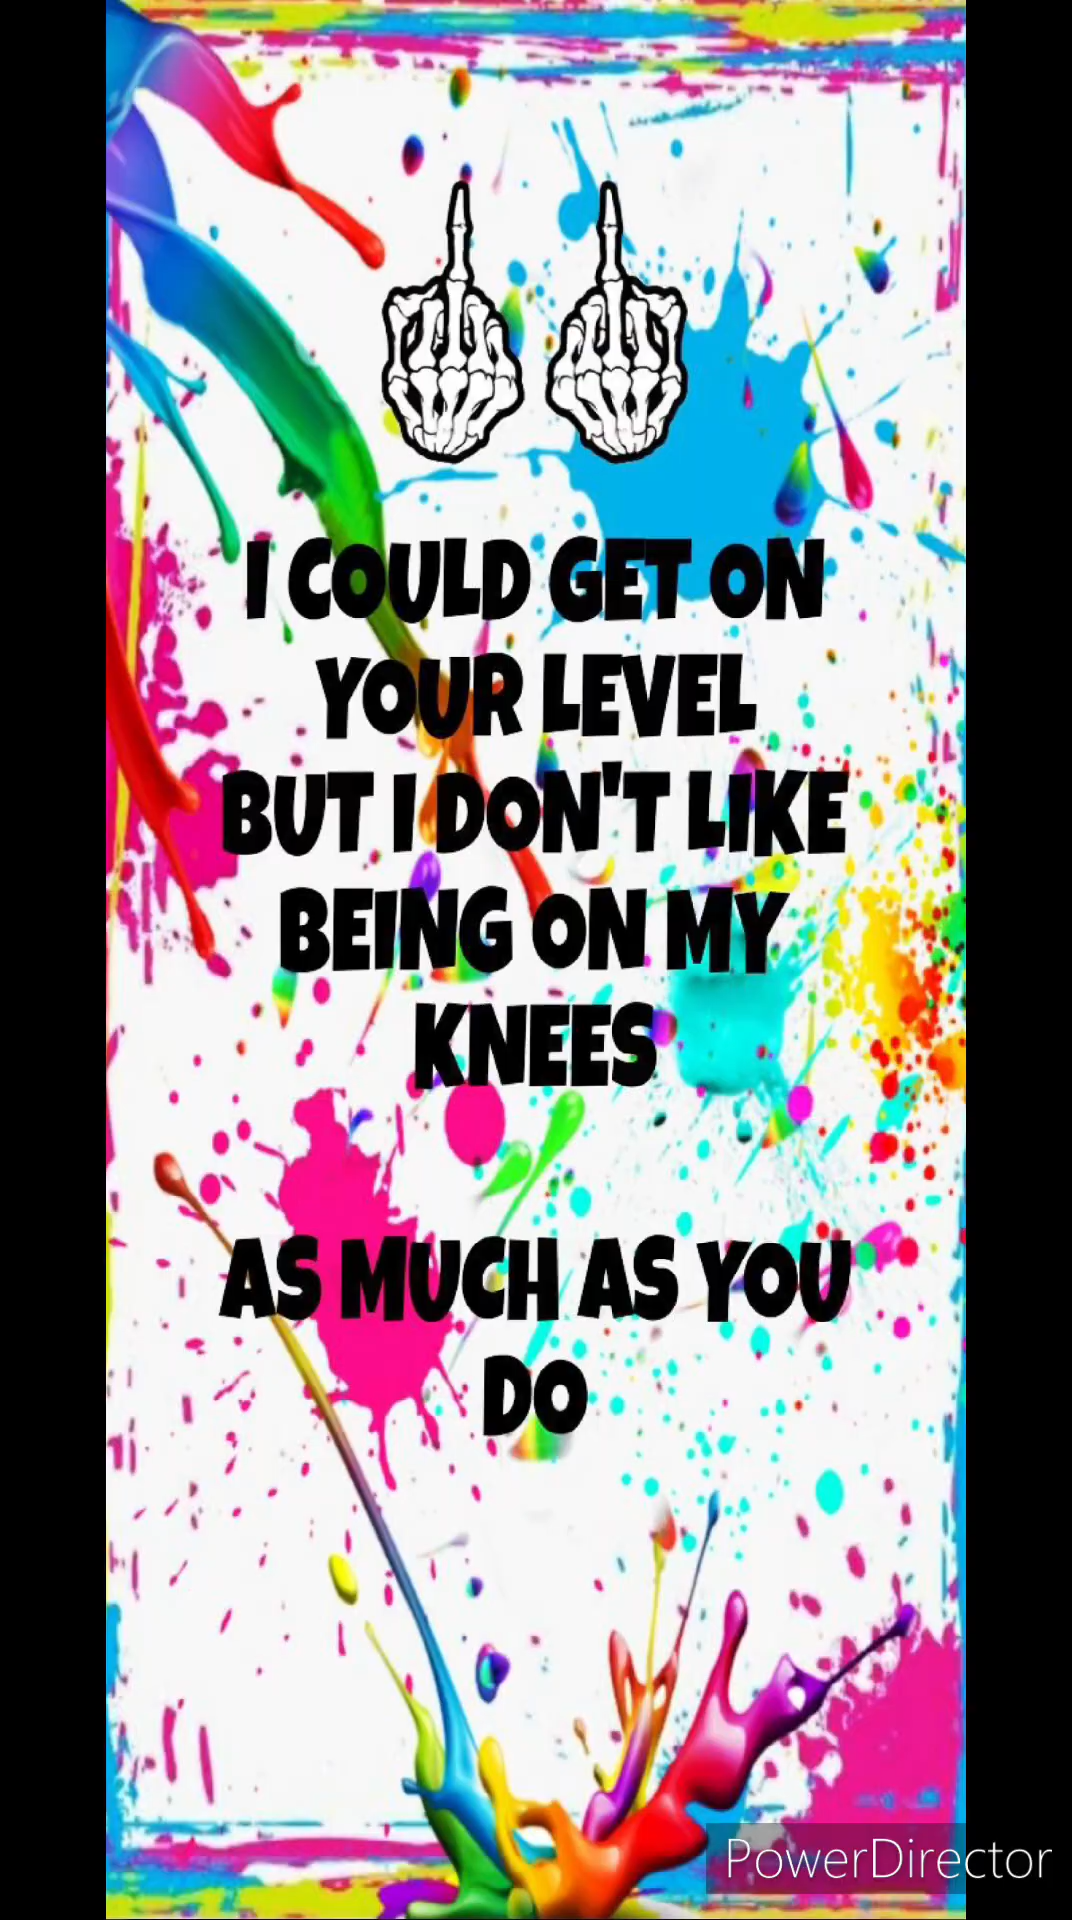 I COULD GET ON
YOUR LEVEL
BUT I DON'T LIKE
BEING ON MY
KNEES
AS MUCH AS YOU
DO
PowerDirector